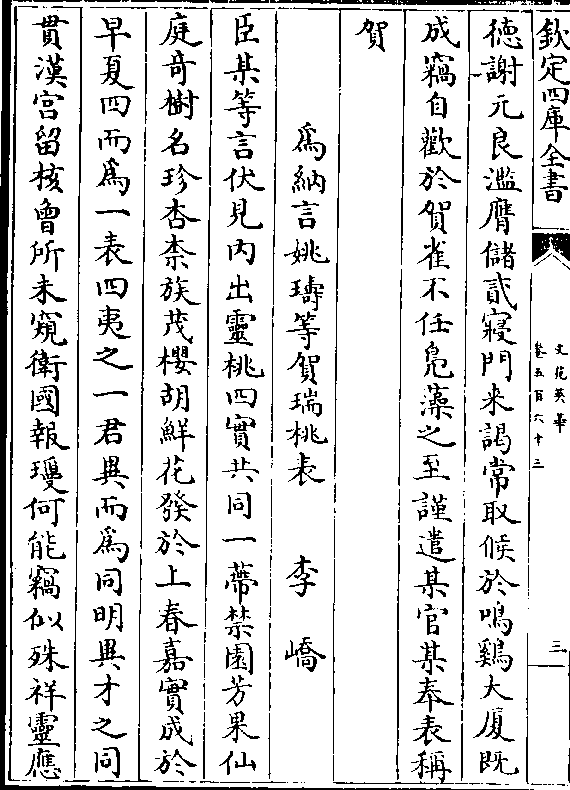 欽定四庫全書
文苑英華
卷五百六十三
三
徳謝元良濫膺儲貳寢門来謁常取候於鳴鷄大厦既
成竊自歡於賀雀不任鳧藻之至謹遣某官某奉表稱
賀
為納言姚璹等賀瑞桃表 李嶠
臣某等言伏見内出靈桃四實共同一蔕禁園芳果仙
庭竒樹名珍杏柰族茂櫻胡鮮花發於上春嘉實成於
早夏四而為一表四夷之一君異而為同明異才之同
貫漢宫留核曾所未窺衛國報瓊何能竊似殊祥靈應